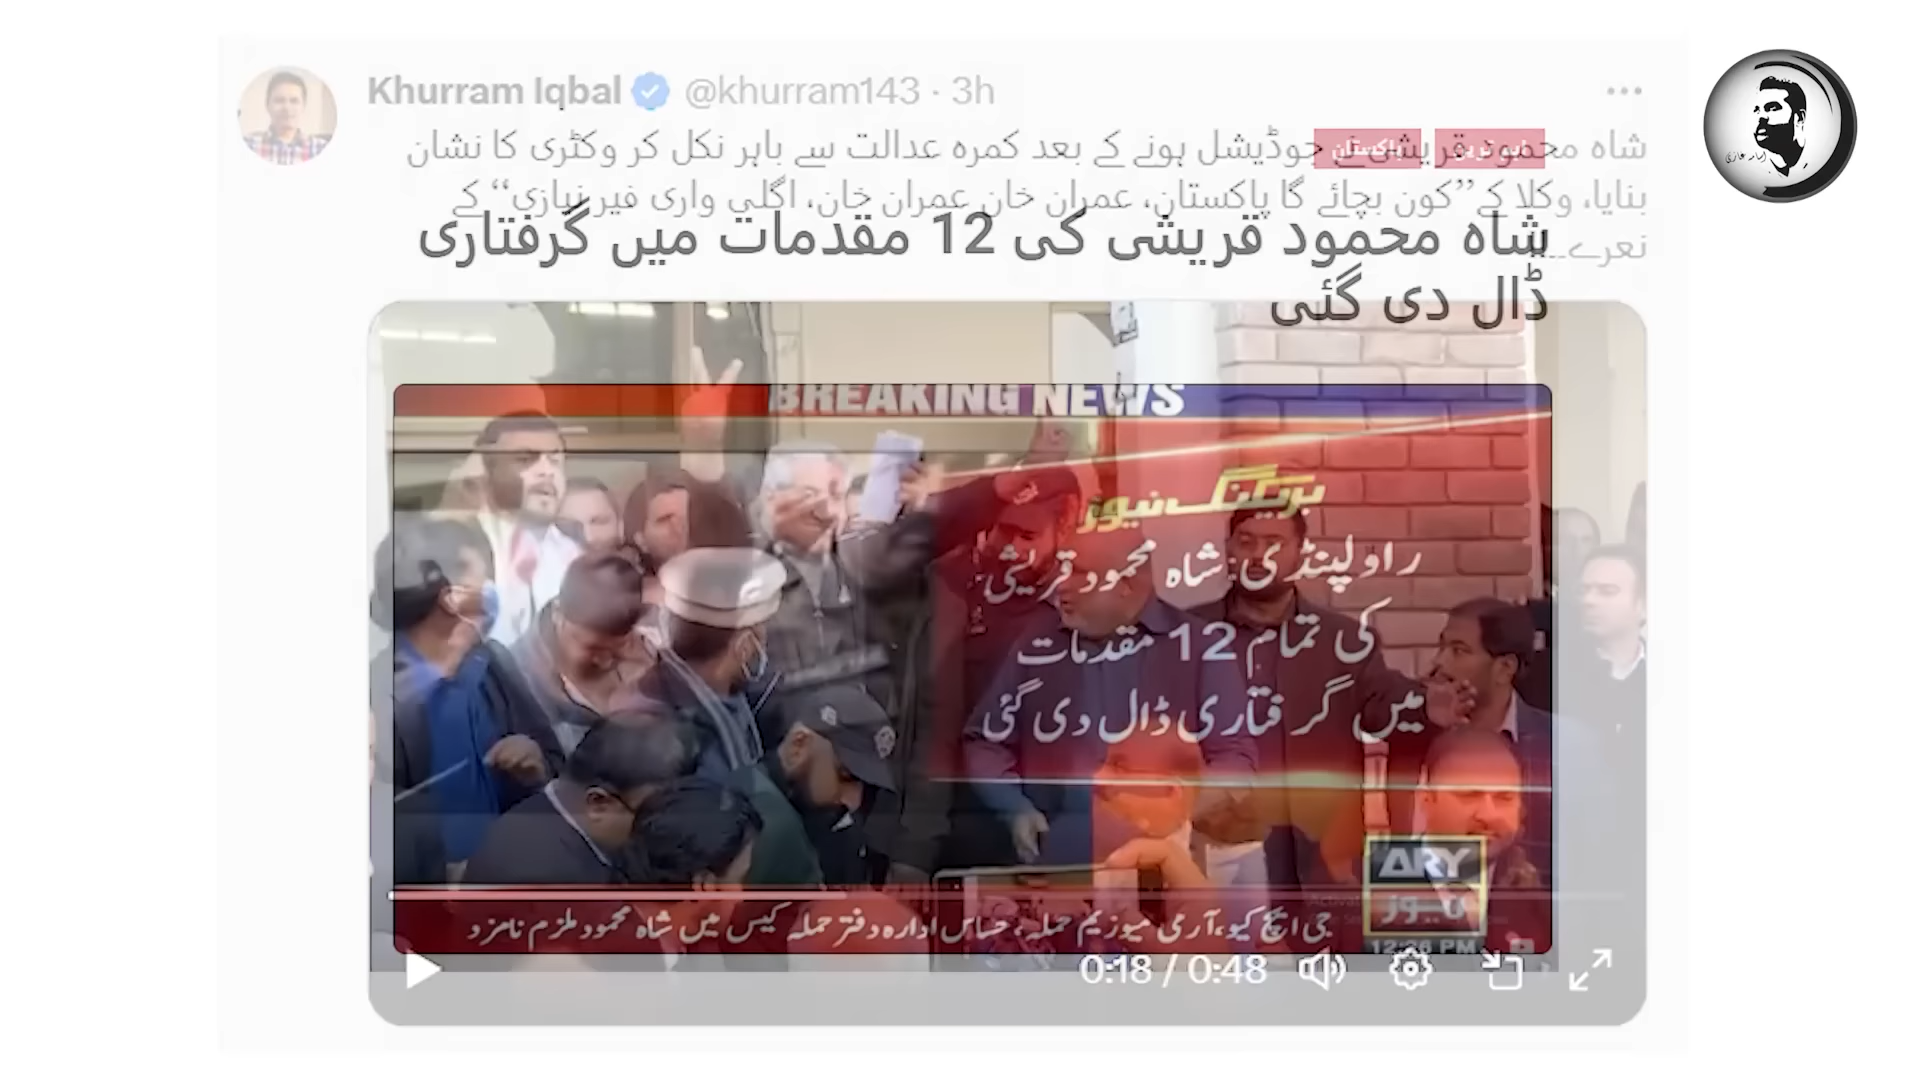 Khurram Iqbal @khurram143 · 3h
شاہ محمود قریشی نے جوڈیشل ہونے کے بعد کمرہ عدالت سے باہر نکل کر وکٹری کا نشان
بنایا، وکلا کے ”کون بچائے گا پاکستان، عمران خان عمران خان، اگلی واری فیر نیازی“ کے
نعرے۔۔
پاکستان
شاہ محمود قریشی کی 12 مقدمات میں گرفتاری
ڈال دی گئی
BREAKING NEWS
بریکنگ نیوز
راولپنڈی: شاہ محمود قریشی
کی تمام 12 مقدمات
میں گرفتاری ڈال دی گئی
ARY
نیوز
جی ایچ کیو، آرمی میوزیم حملہ، حساس ادارہ دفتر حملہ کیس میں شاہ محمود ملزم نامزد
0:18 / 0:48